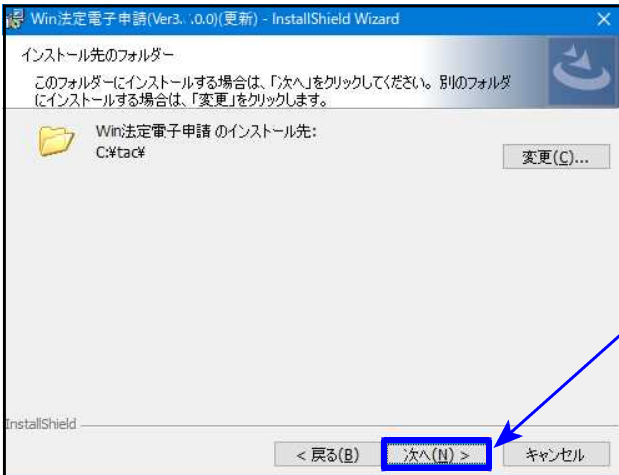 Win法定電子申請(Ver3. .0.0)(更新) - InstallShield Wizard
インストール先のフォルダー
このフォルダーにインストールする場合は、「次へ」をクリックしてください。別のフォルダ
にインストールする場合は、「変更」をクリックします。
Win法定電子申請 のインストール先:
C:¥tac¥
変更(C)...
InstallShield
< 戻る(B)
次へ(N) >
キャンセル